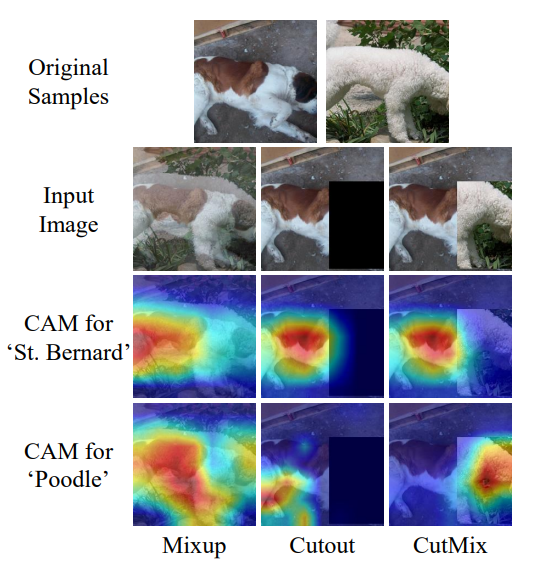 Original
Samples
Input
Image
CAM for
‘St. Bernard’
CAM for
‘Poodle’
Mixup Cutout CutMix